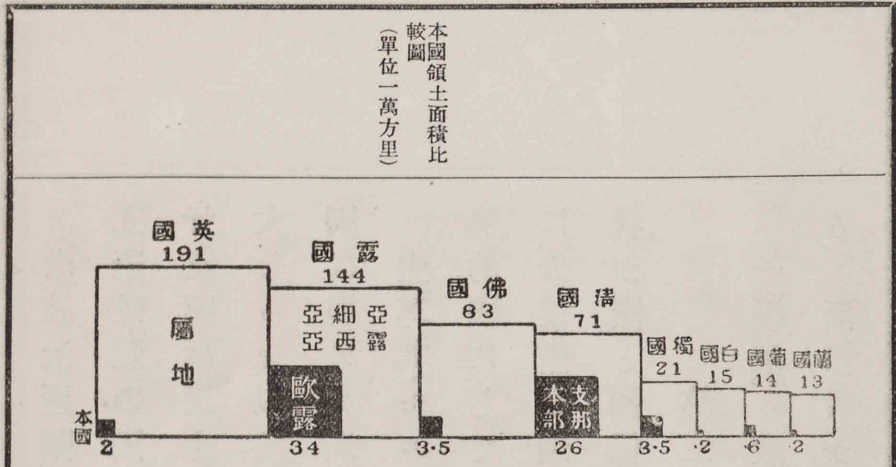 本國領土面積比
較圖
（單位一萬方里）
英國
191
露國
144
佛國
83
清國
71
獨國
21
白國
15
葡國
14
蘭國
13
屬地
亞細亞
露西亞
歐露
支那
本部
本國
2
34
3·5
26
3·5
·2
·6
·2